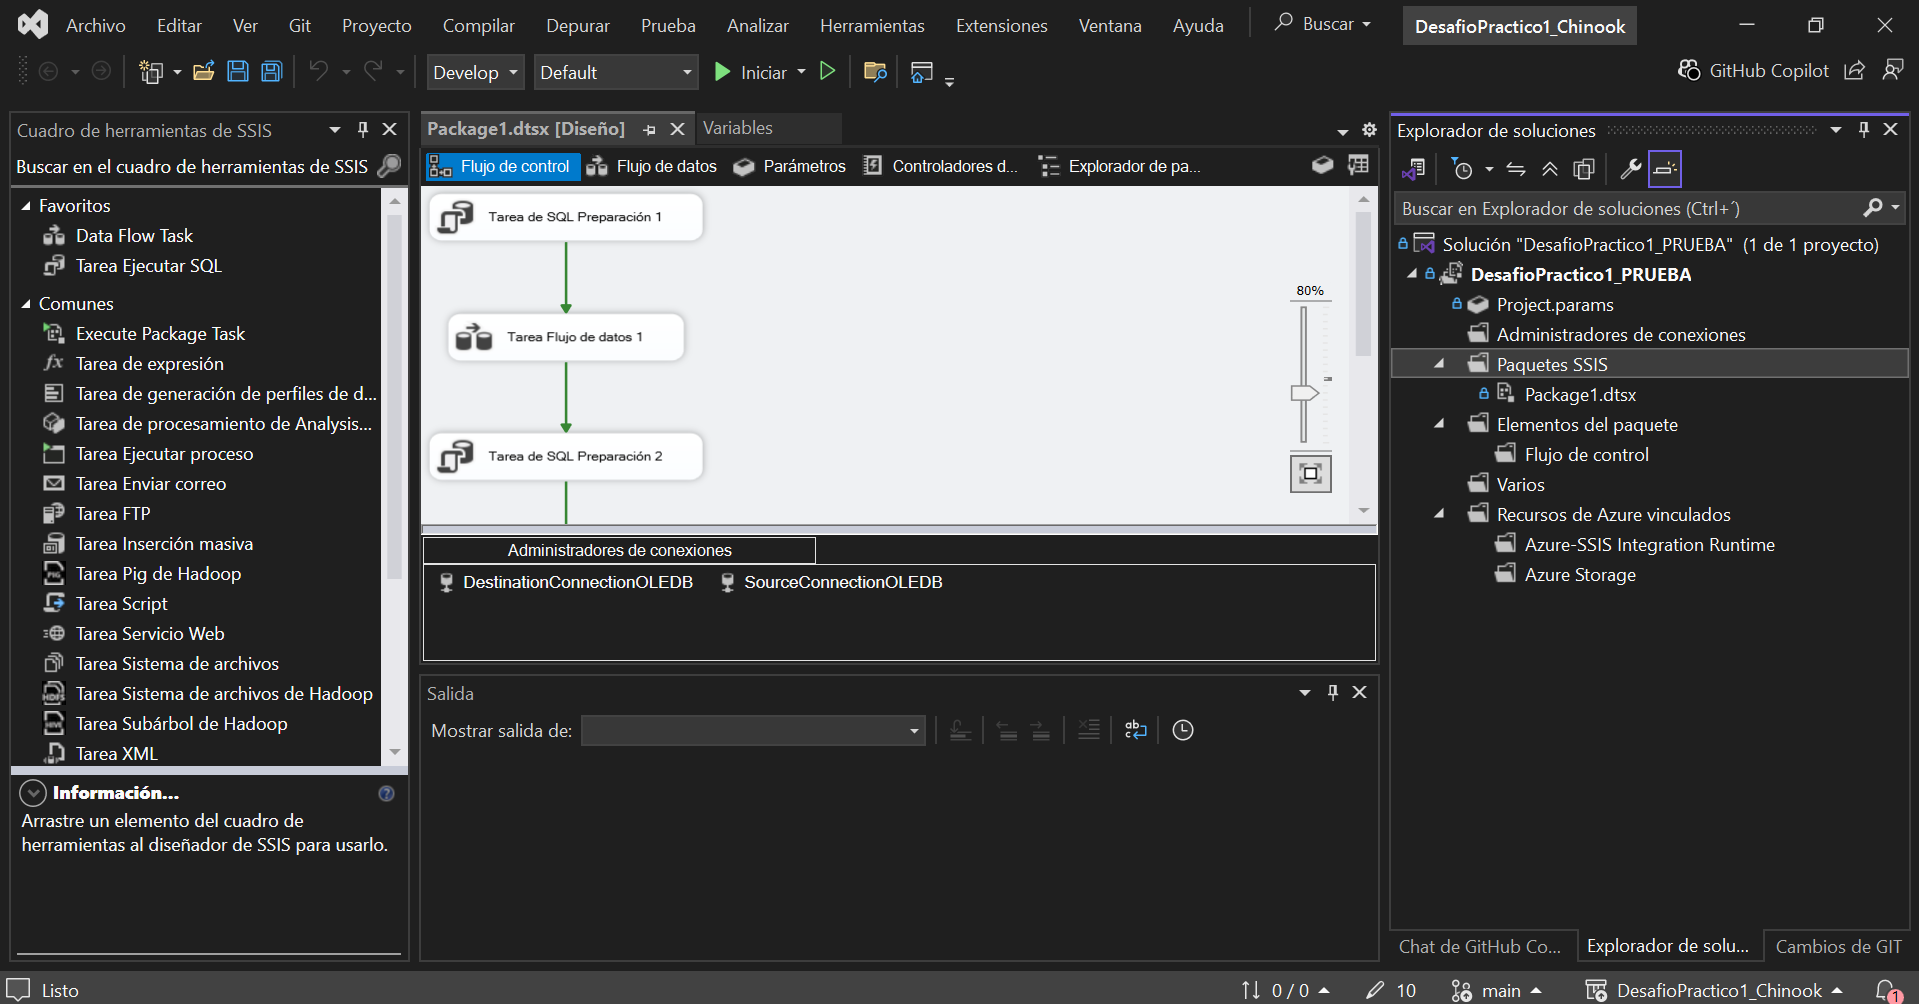 Archivo Editar Ver Git Proyecto Compilar Depurar Prueba Analizar Herramientas Extensiones Ventana Ayuda Buscar DesafioPractico1_Chinook
Develop Default Iniciar GitHub Copilot
Cuadro de herramientas de SSIS
Buscar en el cuadro de herramientas de SSIS
Favoritos
Data Flow Task
Tarea Ejecutar SQL
Comunes
Execute Package Task
Tarea de expresión
Tarea de generación de perfiles de d...
Tarea de procesamiento de Analysis...
Tarea Ejecutar proceso
Tarea Enviar correo
Tarea FTP
Tarea Inserción masiva
Tarea Pig de Hadoop
Tarea Script
Tarea Servicio Web
Tarea Sistema de archivos
Tarea Sistema de archivos de Hadoop
Tarea Subárbol de Hadoop
Tarea XML
Información...
Arrastre un elemento del cuadro de
herramientas al diseñador de SSIS para usarlo.
Package1.dtsx [Diseño] Variables
Flujo de control Flujo de datos Parámetros Controladores d... Explorador de pa...
Tarea de SQL Preparación 1
Tarea Flujo de datos 1
Tarea de SQL Preparación 2
80%
Administradores de conexiones
DestinationConnectionOLEDB SourceConnectionOLEDB
Salida
Mostrar salida de:
Explorador de soluciones
Buscar en Explorador de soluciones (Ctrl+´)
Solución "DesafioPractico1_PRUEBA" (1 de 1 proyecto)
DesafioPractico1_PRUEBA
Project.params
Administradores de conexiones
Paquetes SSIS
Package1.dtsx
Elementos del paquete
Flujo de control
Varios
Recursos de Azure vinculados
Azure-SSIS Integration Runtime
Azure Storage
Chat de GitHub Co... Explorador de solu... Cambios de GIT
Listo 0 / 0 10 main DesafioPractico1_Chinook 1